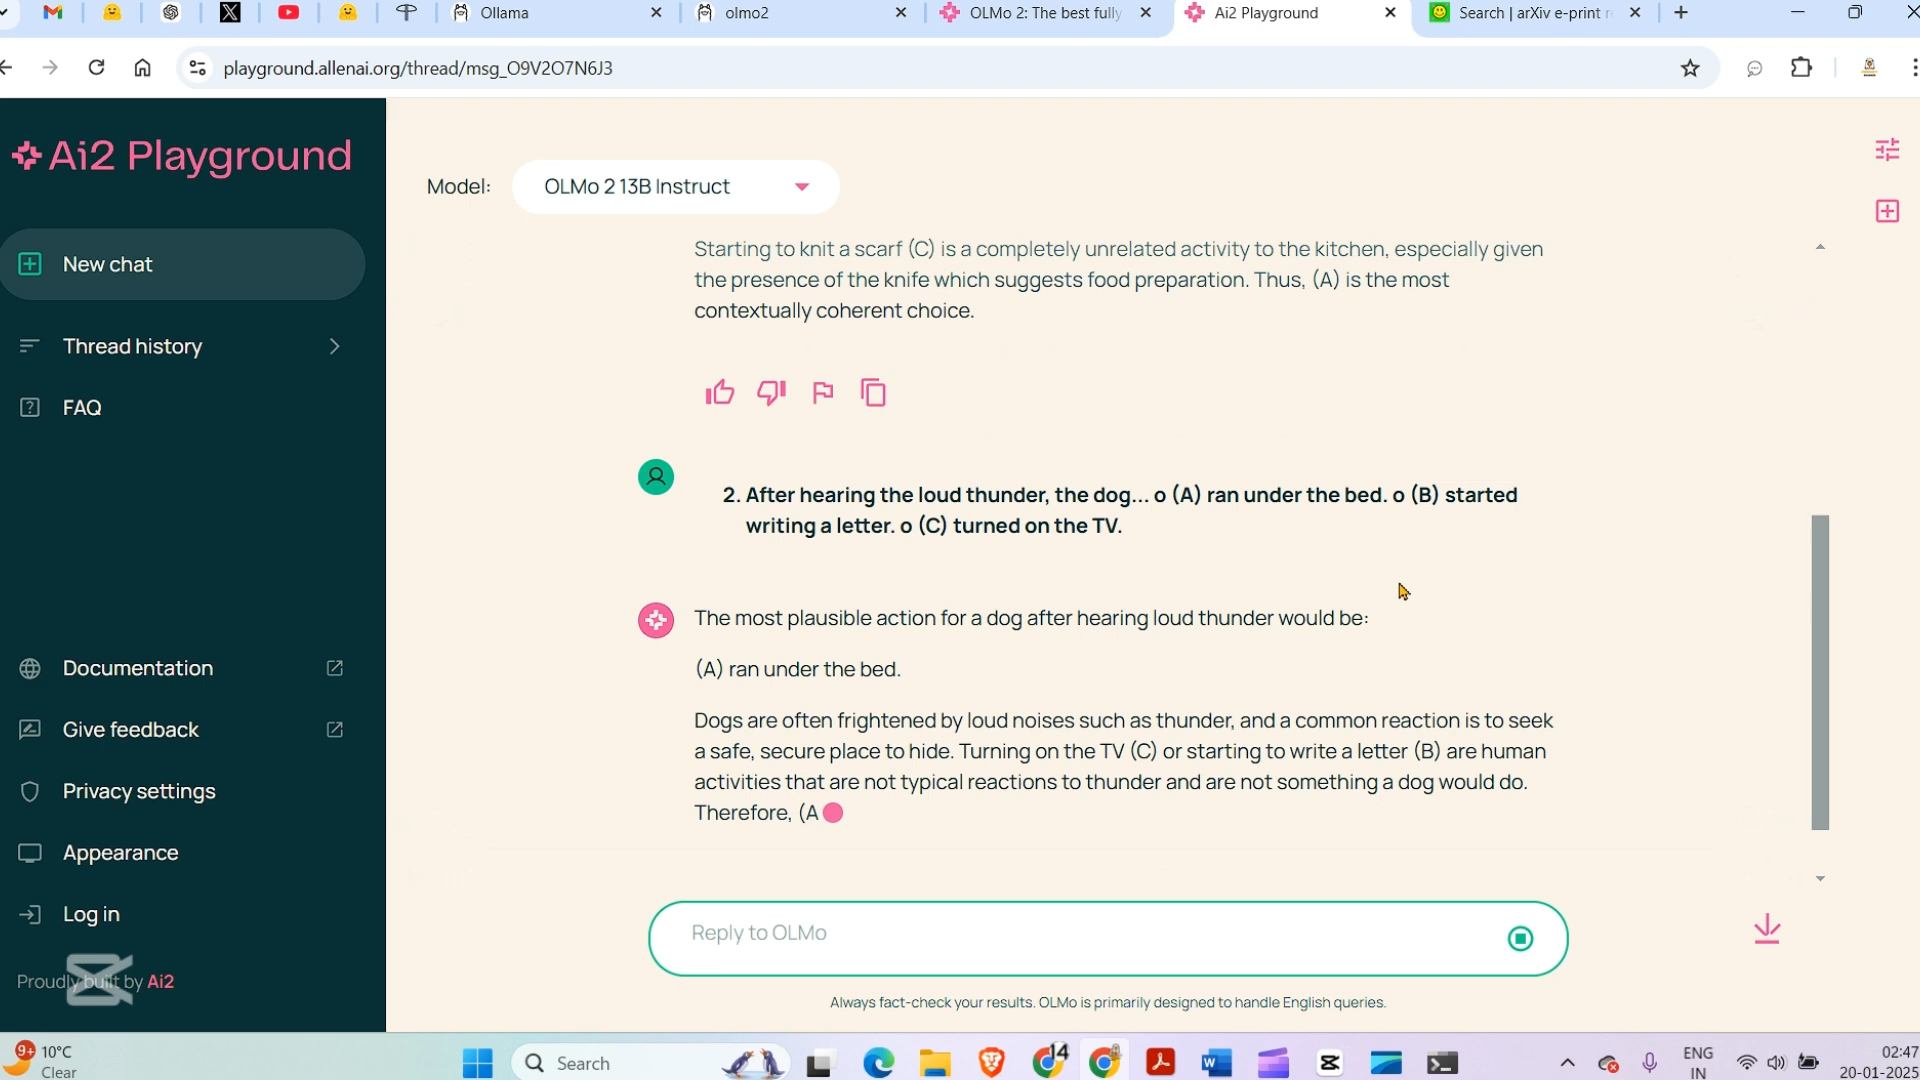 Ollama
olmo2
OLMo 2: The best fully
Ai2 Playground
Search | arXiv e-print r
playground.allenai.org/thread/msg_O9V2O7N6J3
Ai2 Playground
New chat
Thread history
FAQ
Documentation
Give feedback
Privacy settings
Appearance
Log in
Proudly built by Ai2
Model:
OLMo 2 13B Instruct
Starting to knit a scarf (C) is a completely unrelated activity to the kitchen, especially given
the presence of the knife which suggests food preparation. Thus, (A) is the most
contextually coherent choice.
2. After hearing the loud thunder, the dog... o (A) ran under the bed. o (B) started
writing a letter. o (C) turned on the TV.
The most plausible action for a dog after hearing loud thunder would be:
(A) ran under the bed.
Dogs are often frightened by loud noises such as thunder, and a common reaction is to seek
a safe, secure place to hide. Turning on the TV (C) or starting to write a letter (B) are human
activities that are not typical reactions to thunder and are not something a dog would do.
Therefore, (A
Reply to OLMo
Always fact-check your results. OLMo is primarily designed to handle English queries.
9+
10°C
Clear
Search
14
ENG
IN
02:47
20-01-2025